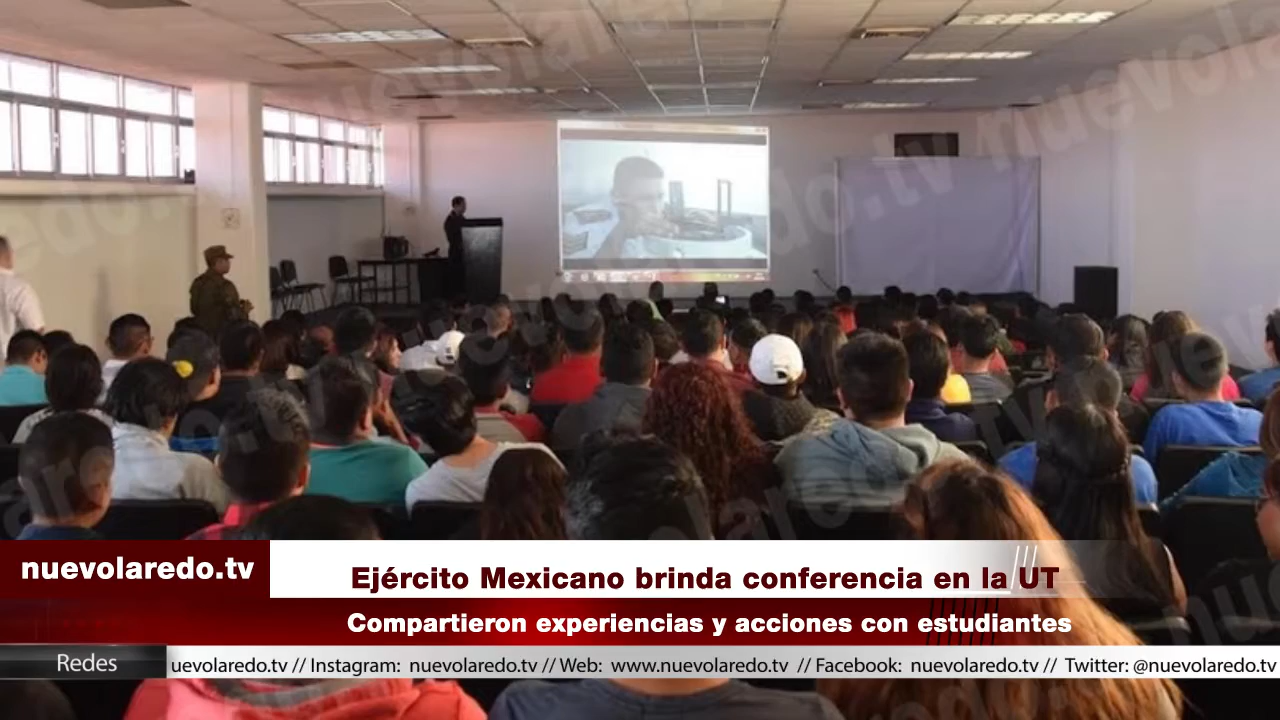 nuevolaredo.tv
Ejército Mexicano brinda conferencia en la UT
Compartieron experiencias y acciones con estudiantes
Redes
uevolaredo.tv // Instagram: nuevolaredo.tv // Web: www.nuevolaredo.tv // Facebook: nuevolaredo.tv // Twitter: @nuevolaredo.tv